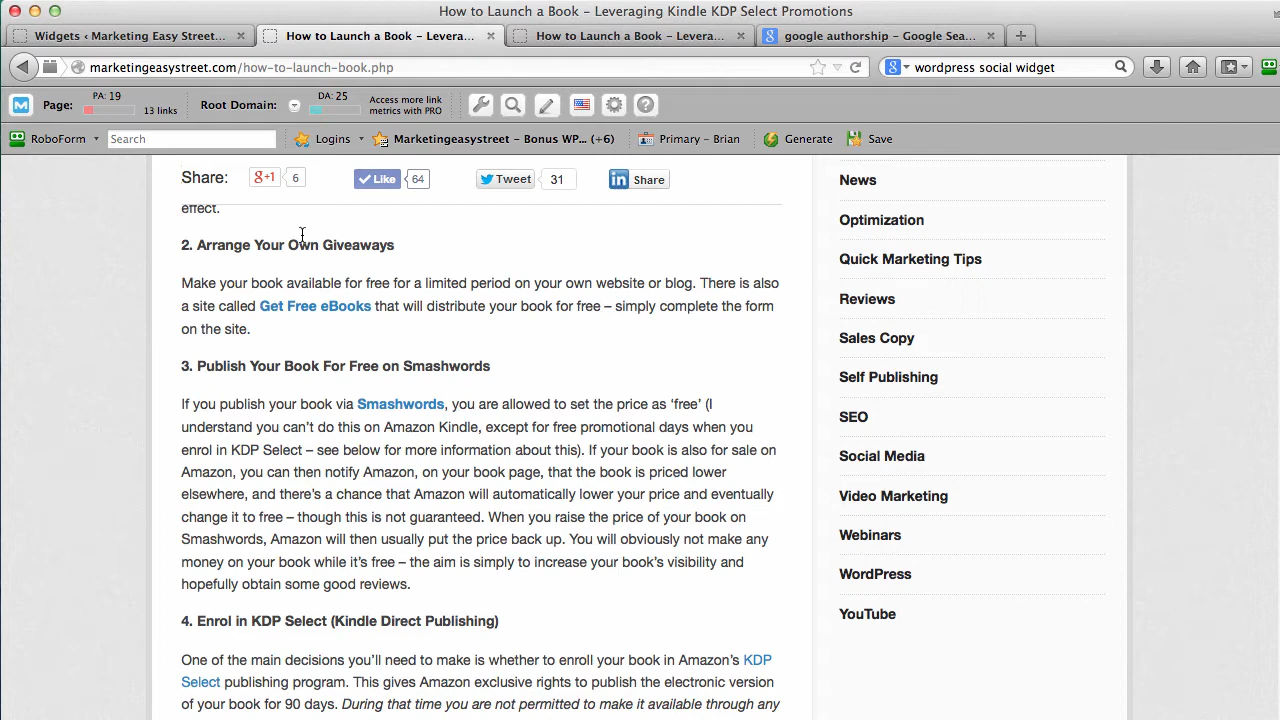 How to Launch a Book – Leveraging Kindle KDP Select Promotions
Widgets ‹ Marketing Easy Street...
How to Launch a Book – Levera...
How to Launch a Book – Levera...
google authorship – Google Sea...
marketingeasystreet.com/how-to-launch-book.php
wordpress social widget
Page:
PA: 19
13 links
Root Domain:
DA: 25
Access more link
metrics with PRO
RoboForm
Search
Logins
Marketingeasystreet – Bonus WP... (+6)
Primary – Brian
Generate
Save
Share:
g+1
6
Like
64
Tweet
31
in
Share
effect.
2. Arrange Your Own Giveaways
Make your book available for free for a limited period on your own website or blog. There is also
a site called Get Free eBooks that will distribute your book for free – simply complete the form
on the site.
3. Publish Your Book For Free on Smashwords
If you publish your book via Smashwords, you are allowed to set the price as ‘free’ (I
understand you can’t do this on Amazon Kindle, except for free promotional days when you
enrol in KDP Select – see below for more information about this). If your book is also for sale on
Amazon, you can then notify Amazon, on your book page, that the book is priced lower
elsewhere, and there’s a chance that Amazon will automatically lower your price and eventually
change it to free – though this is not guaranteed. When you raise the price of your book on
Smashwords, Amazon will then usually put the price back up. You will obviously not make any
money on your book while it’s free – the aim is simply to increase your book’s visibility and
hopefully obtain some good reviews.
4. Enrol in KDP Select (Kindle Direct Publishing)
One of the main decisions you’ll need to make is whether to enroll your book in Amazon’s KDP
Select publishing program. This gives Amazon exclusive rights to publish the electronic version
of your book for 90 days. During that time you are not permitted to make it available through any
News
Optimization
Quick Marketing Tips
Reviews
Sales Copy
Self Publishing
SEO
Social Media
Video Marketing
Webinars
WordPress
YouTube